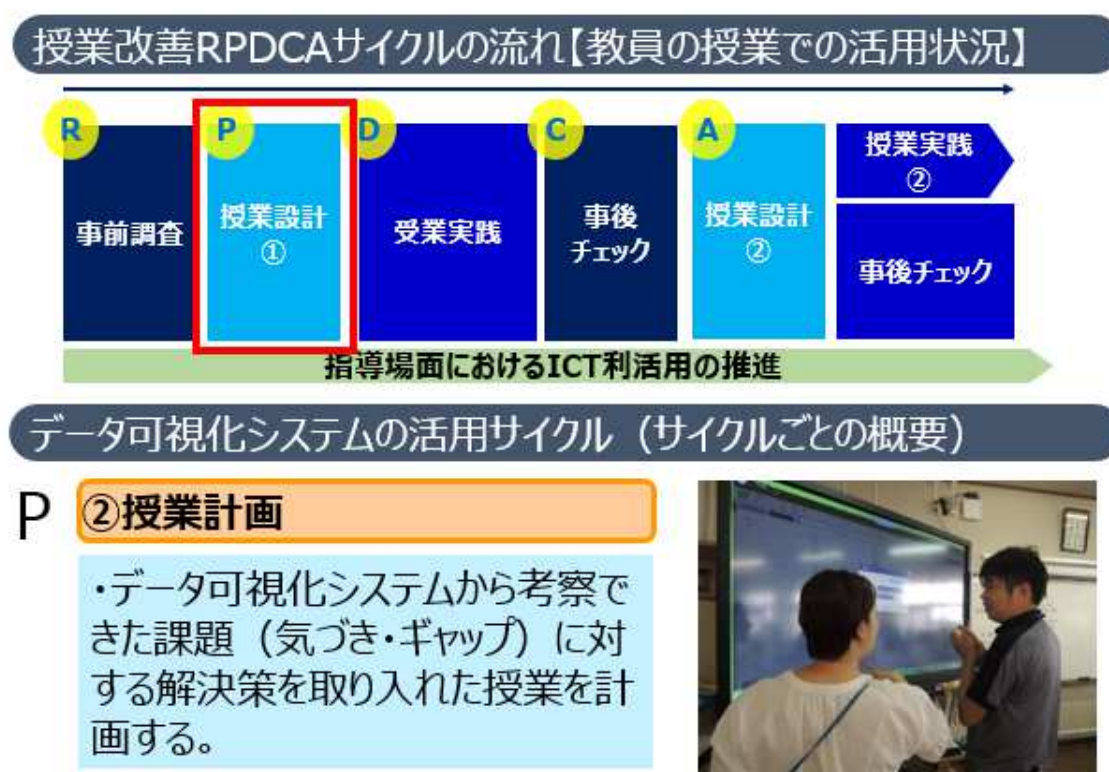 授業改善RPDCAサイクルの流れ【教員の授業での活用状況】
R
事前調査
P
授業設計
①
D
受業実践
C
事後
チェック
A
授業設計
②
授業実践
②
事後チェック
指導場面におけるICT利活用の推進
データ可視化システムの活用サイクル（サイクルごとの概要）
P
②授業計画
・データ可視化システムから考察で
きた課題（気づき・ギャップ）に対
する解決策を取り入れた授業を計
画する。